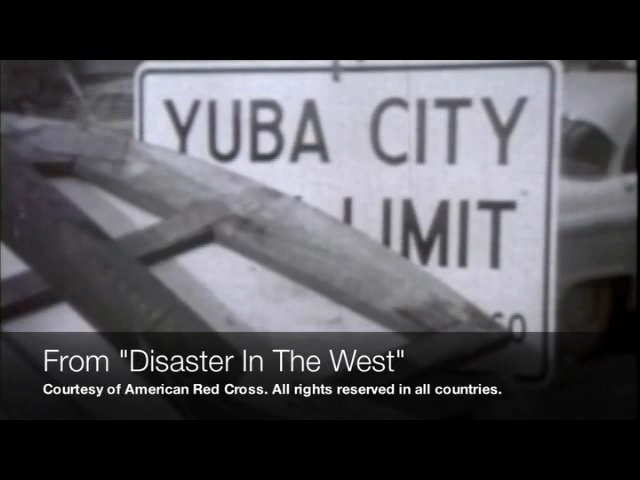 YUBA CITY
LIMIT
60
From "Disaster In The West"
Courtesy of American Red Cross. All rights reserved in all countries.